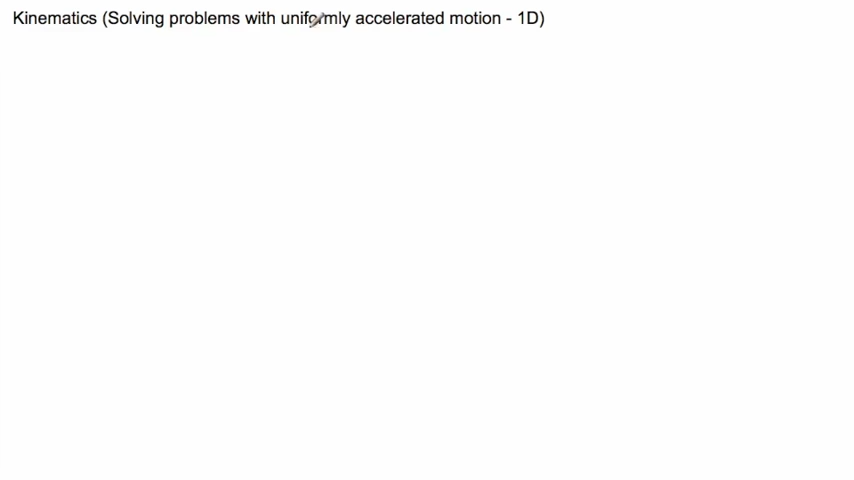 Kinematics (Solving problems with uniformly accelerated motion - 1D)